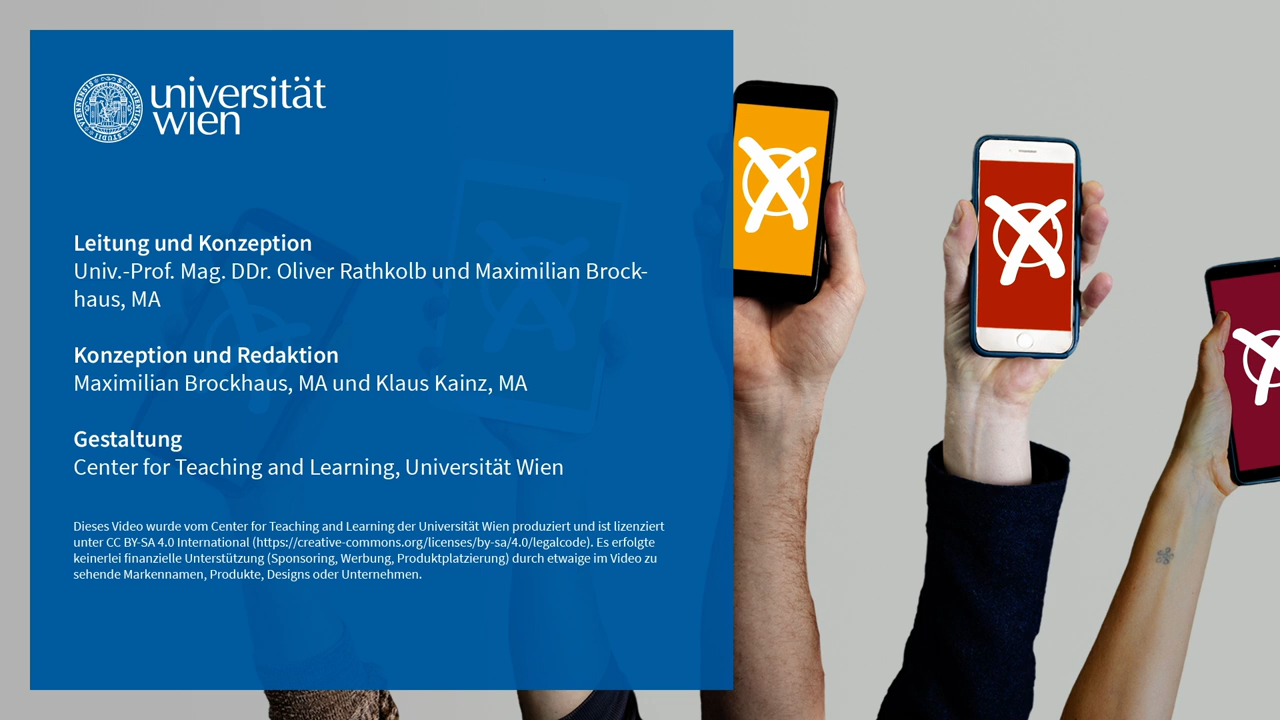 universität
wien
Leitung und Konzeption
Univ.-Prof. Mag. DDr. Oliver Rathkolb und Maximilian Brock-
haus, MA
Konzeption und Redaktion
Maximilian Brockhaus, MA und Klaus Kainz, MA
Gestaltung
Center for Teaching and Learning, Universität Wien
Dieses Video wurde vom Center for Teaching and Learning der Universität Wien produziert und ist lizenziert
unter CC BY-SA 4.0 International (https://creative-commons.org/licenses/by-sa/4.0/legalcode). Es erfolgte
keinerlei finanzielle Unterstützung (Sponsoring, Werbung, Produktplatzierung) durch etwaige im Video zu
sehende Markennamen, Produkte, Designs oder Unternehmen.